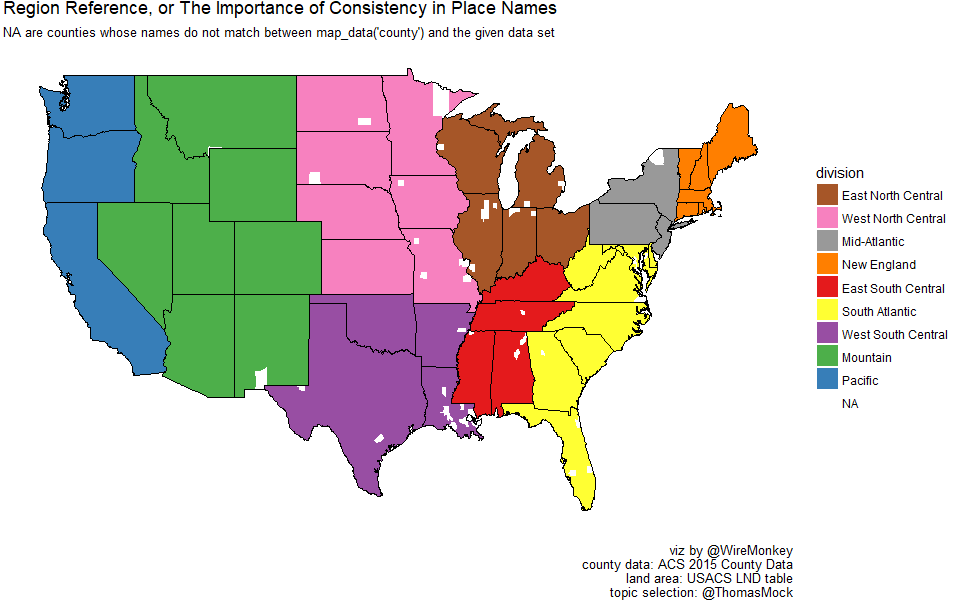 Region Reference, or The Importance of Consistency in Place Names
NA are counties whose names do not match between map_data('county') and the given data set
division
East North Central
West North Central
Mid-Atlantic
New England
East South Central
South Atlantic
West South Central
Mountain
Pacific
NA
viz by @WireMonkey
county data: ACS 2015 County Data
land area: USACS LND table
topic selection: @ThomasMock